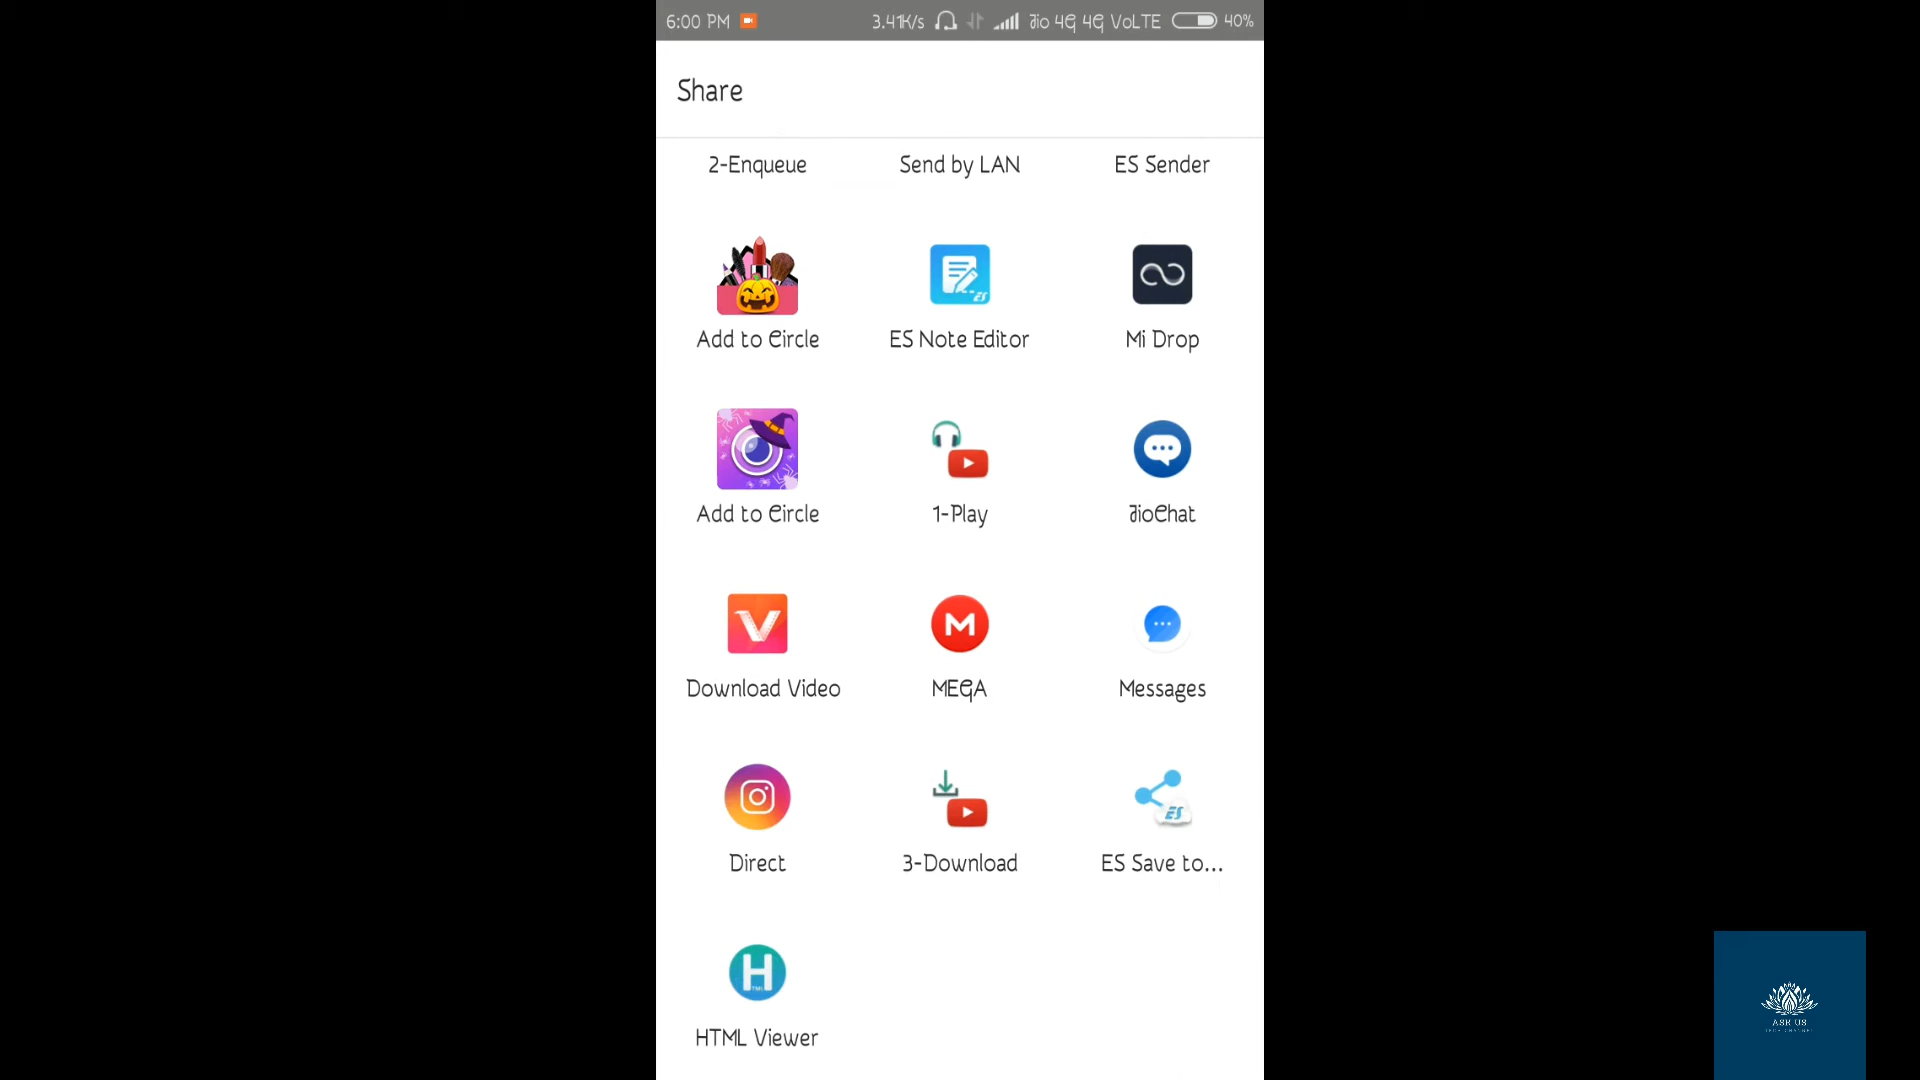 6:00 PM 3.41K/s Jio 4G 4G VoLTE 40%
Share
2-Enqueue Send by LAN ES Sender
Add to Circle ES Note Editor Mi Drop
Add to Circle 1-Play JioChat
Download Video MEGA Messages
Direct 3-Download ES Save to...
HTML Viewer
ASK US